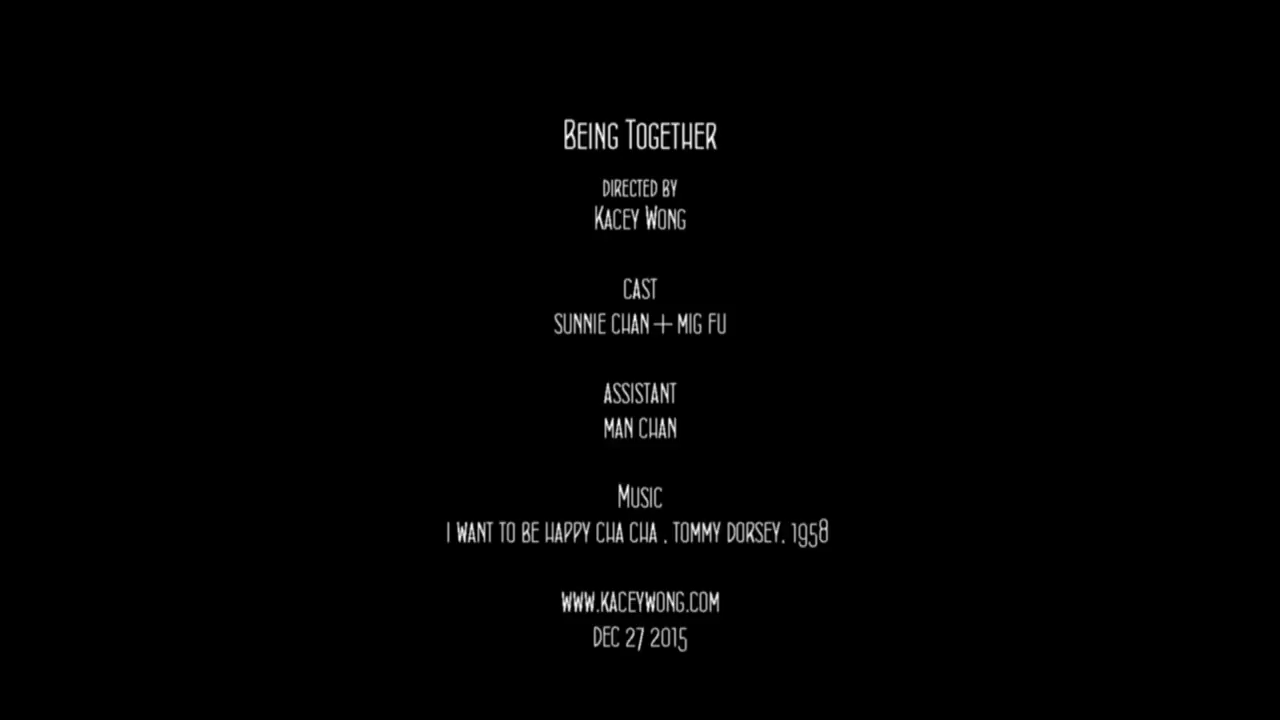 Being Together
DIRECTED BY
Kacey Wong
CAST
SUNNIE CHAN + MIG FU
ASSISTANT
MAN CHAN
Music
I WANT TO BE HAPPY CHA CHA , TOMMY DORSEY, 1958
WWW.KACEYWONG.COM
DEC 27 2015